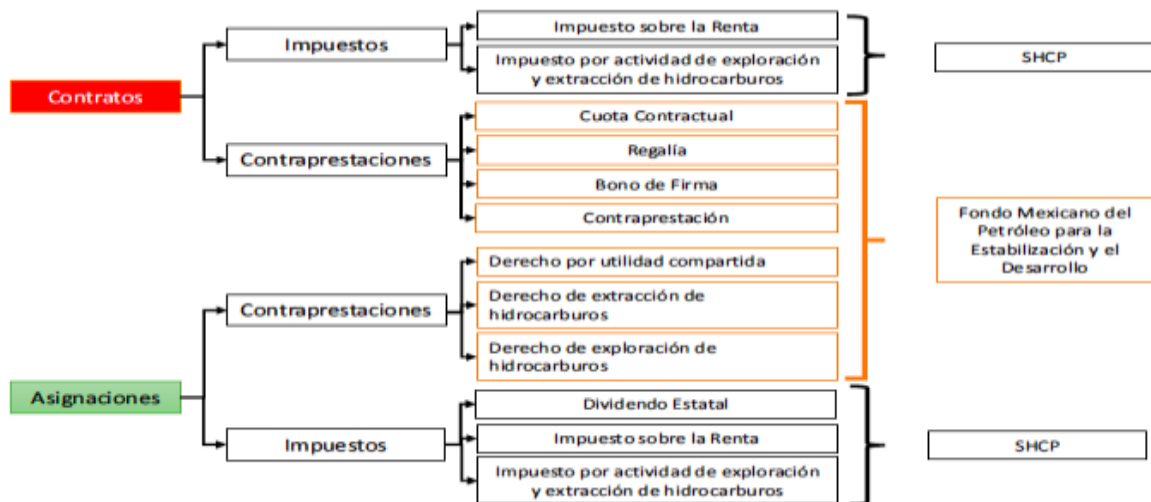 Contratos
Impuestos
Impuesto sobre la Renta
Impuesto por actividad de exploración
y extracción de hidrocarburos
SHCP
Contraprestaciones
Cuota Contractual
Regalía
Bono de Firma
Contraprestación
Fondo Mexicano del
Petróleo para la
Estabilización y el
Desarrollo
Asignaciones
Contraprestaciones
Derecho por utilidad compartida
Derecho de extracción de
hidrocarburos
Derecho de exploración de
hidrocarburos
Impuestos
Dividendo Estatal
Impuesto sobre la Renta
Impuesto por actividad de exploración
y extracción de hidrocarburos
SHCP